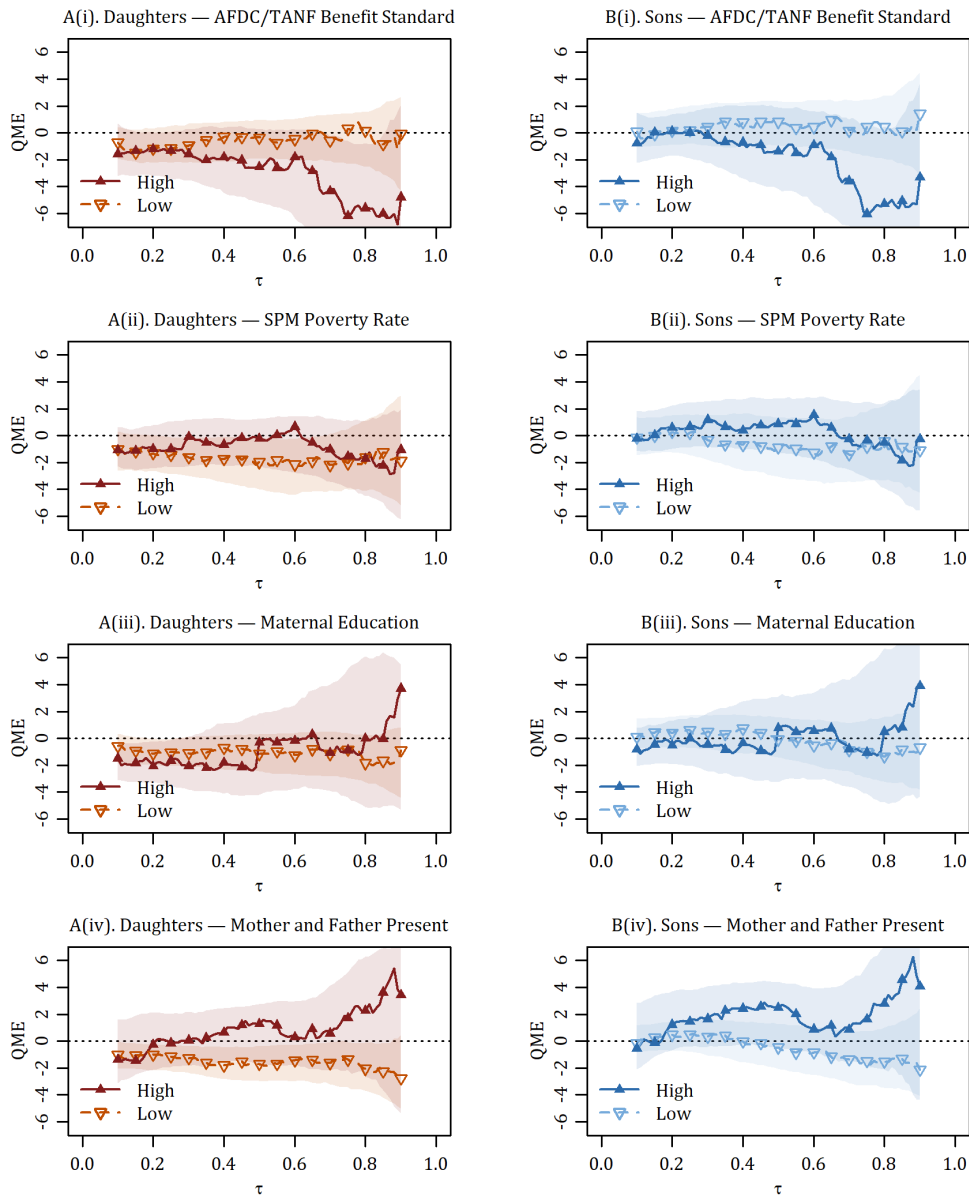 A(i). Daughters — AFDC/TANF Benefit Standard
QME
6
4
2
0
-2
-4
-6
High
Low
0.0 0.2 0.4 0.6 0.8 1.0
τ
B(i). Sons — AFDC/TANF Benefit Standard
QME
6
4
2
0
-2
-4
-6
High
Low
0.0 0.2 0.4 0.6 0.8 1.0
τ
A(ii). Daughters — SPM Poverty Rate
QME
6
4
2
0
-2
-4
-6
High
Low
0.0 0.2 0.4 0.6 0.8 1.0
τ
B(ii). Sons — SPM Poverty Rate
QME
6
4
2
0
-2
-4
-6
High
Low
0.0 0.2 0.4 0.6 0.8 1.0
τ
A(iii). Daughters — Maternal Education
QME
6
4
2
0
-2
-4
-6
High
Low
0.0 0.2 0.4 0.6 0.8 1.0
τ
B(iii). Sons — Maternal Education
QME
6
4
2
0
-2
-4
-6
High
Low
0.0 0.2 0.4 0.6 0.8 1.0
τ
A(iv). Daughters — Mother and Father Present
QME
6
4
2
0
-2
-4
-6
High
Low
0.0 0.2 0.4 0.6 0.8 1.0
τ
B(iv). Sons — Mother and Father Present
QME
6
4
2
0
-2
-4
-6
High
Low
0.0 0.2 0.4 0.6 0.8 1.0
τ